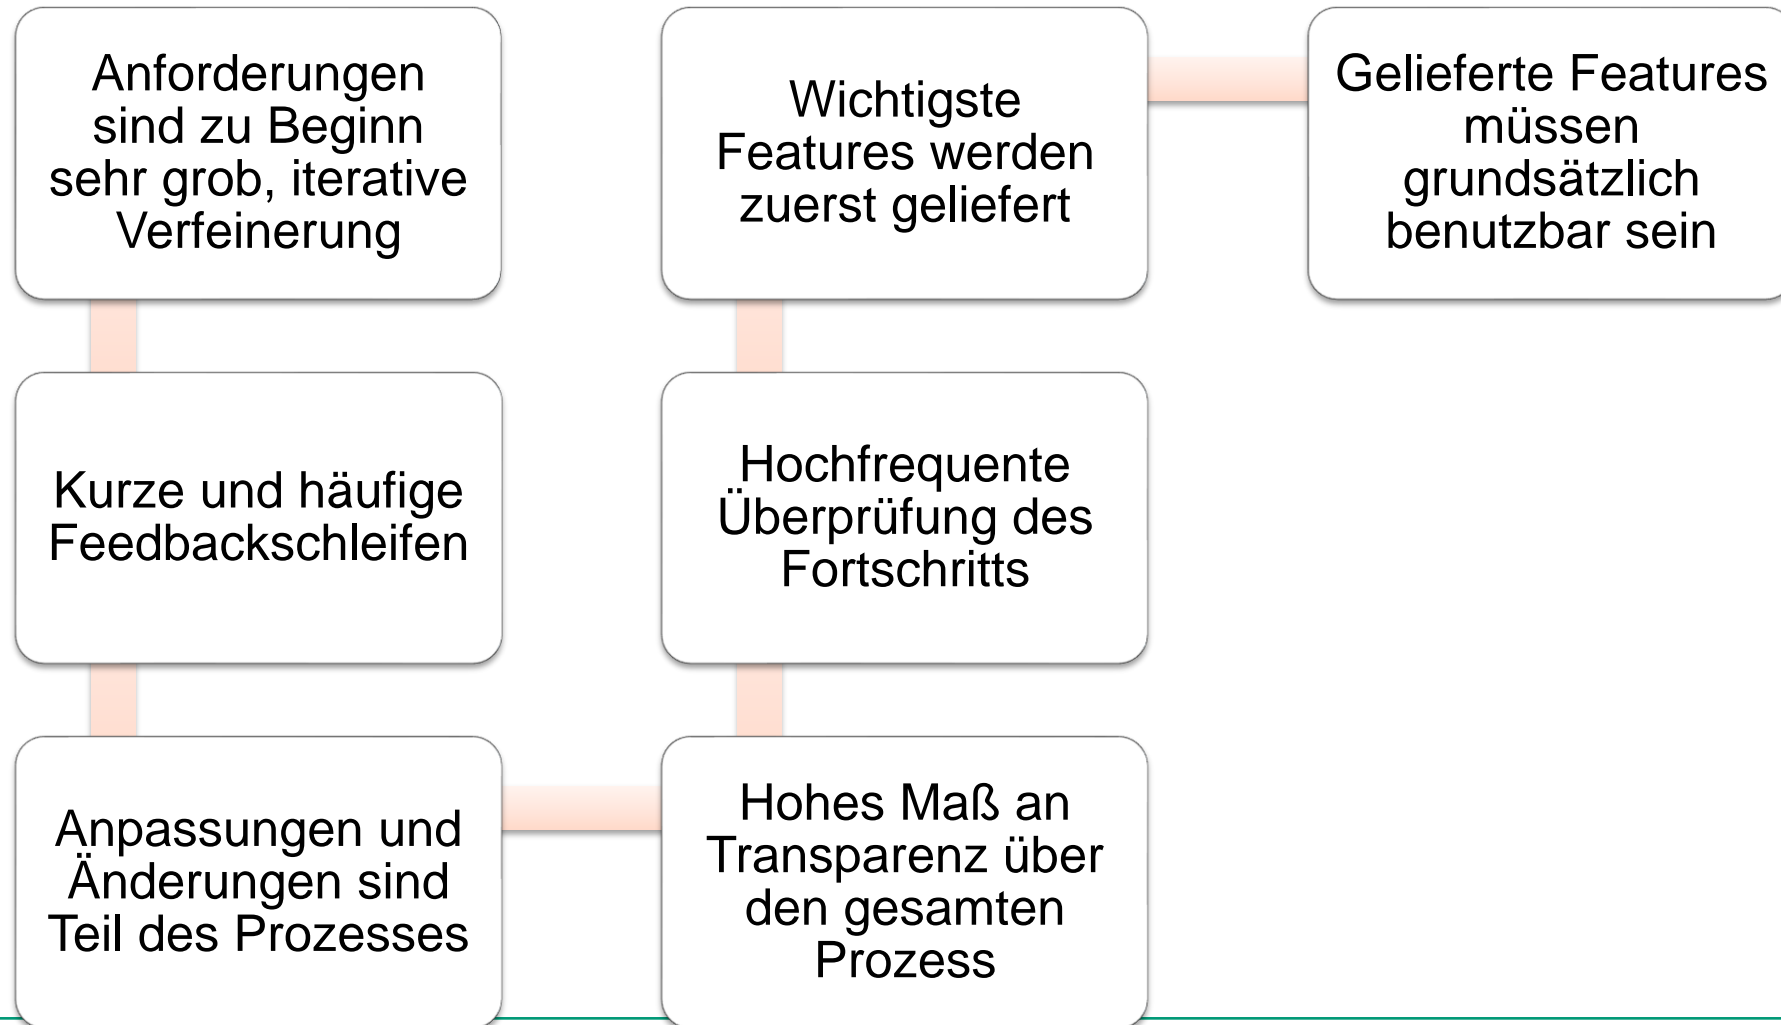 Anforderungen
sind zu Beginn
sehr grob, iterative
Verfeinerung
Kurze und häufige
Feedbackschleifen
Anpassungen und
Änderungen sind
Teil des Prozesses
Hohes Maß an
Transparenz über
den gesamten
Prozess
Hochfrequente
Überprüfung des
Fortschritts
Wichtigste
Features werden
zuerst geliefert
Gelieferte Features
müssen
grundsätzlich
benutzbar sein